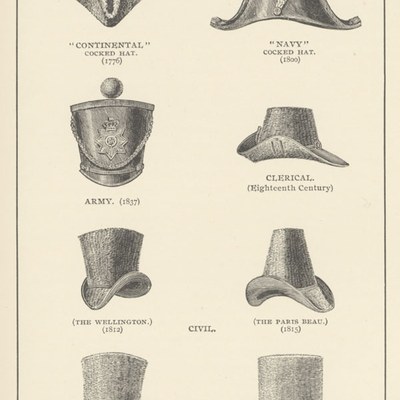 "CONTINENTAL"
COCKED HAT.
(1776)
"NAVY"
COCKED HAT.
(1800)
ARMY. (1837)
CLERICAL.
(Eighteenth Century)
(THE WELLINGTON.)
(1812)
CIVIL.
(THE PARIS BEAU.)
(1815)